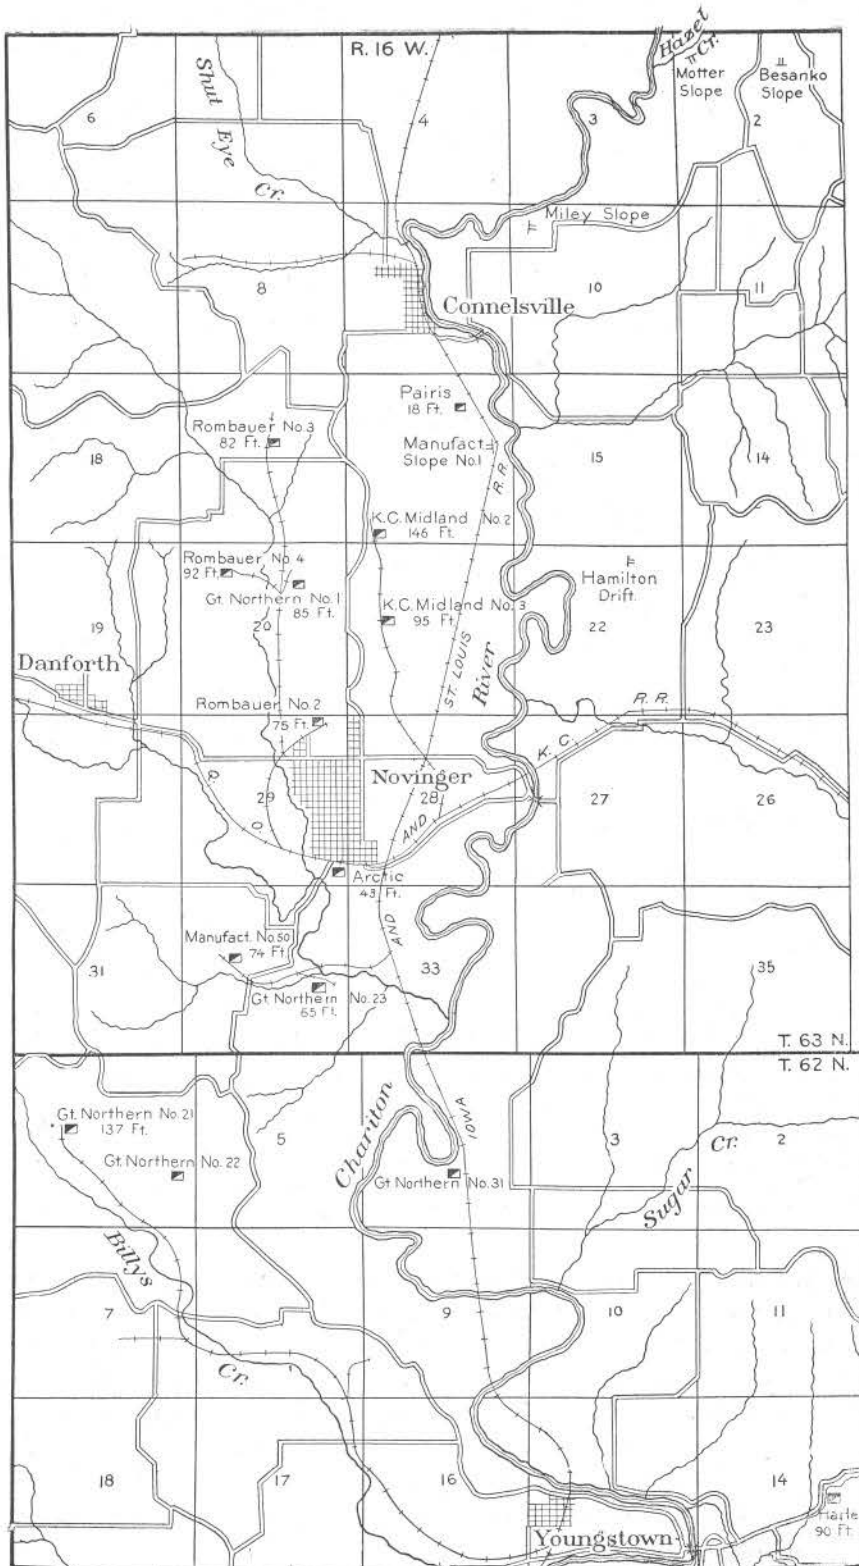 R. 16 W.
Hazel
Cr.
Motter
Slope
Besanko
Slope
Shut
Eye
Cr.
6
4
3
2
Miley Slope
8
10
11
Connelsville
Pairis
18 Ft.
Rombauer No. 3
82 Ft.
Manufact.
Slope No. 1
R. R.
18
15
14
K. C. Midland No. 2
146 Ft.
Rombauer No. 4
92 Ft.
Gt. Northern No. 1
85 Ft.
Hamilton
Drift.
K. C. Midland No. 3
95 Ft.
19
20
22
23
Danforth
ST. LOUIS
River
Rombauer No. 2
75 Ft.
R. R.
K. C.
Novinger
Q.
O.
29
28
27
26
AND
Arctic
43 Ft.
AND
Manufact. No. 50
74 Ft.
31
33
35
Gt. Northern No. 23
65 Ft.
T. 63 N.
T. 62 N.
Gt. Northern No. 21
137 Ft.
5
Chariton
IOWA
3
Cr.
2
Gt. Northern No. 22
Gt. Northern No. 31
Sugar
Billys
Cr.
7
9
10
11
18
17
16
14
Youngstown
90 Ft.